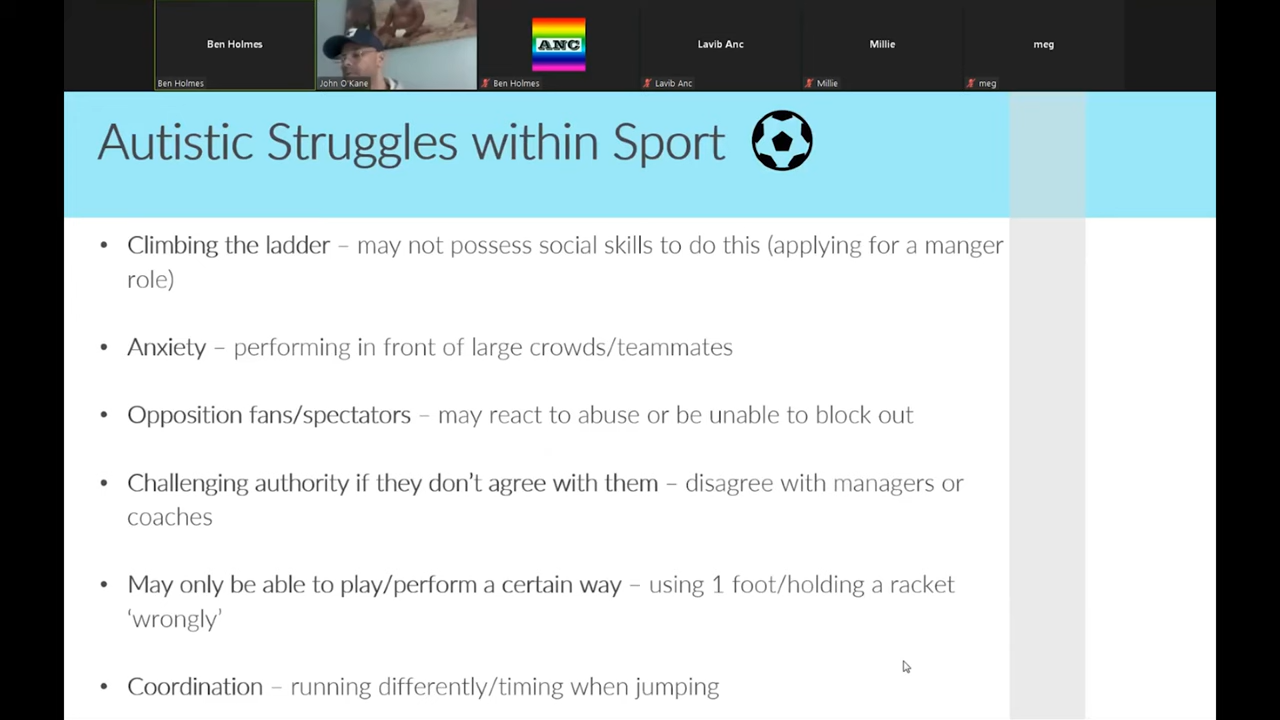 Ben Holmes
Ben Holmes
John O'Kane
ANC
Ben Holmes
Lavib Anc
Lavib Anc
Millie
Millie
meg
meg
Autistic Struggles within Sport
• Climbing the ladder – may not possess social skills to do this (applying for a manger
role)
• Anxiety – performing in front of large crowds/teammates
• Opposition fans/spectators – may react to abuse or be unable to block out
• Challenging authority if they don't agree with them – disagree with managers or
coaches
• May only be able to play/perform a certain way – using 1 foot/holding a racket
'wrongly'
• Coordination – running differently/timing when jumping